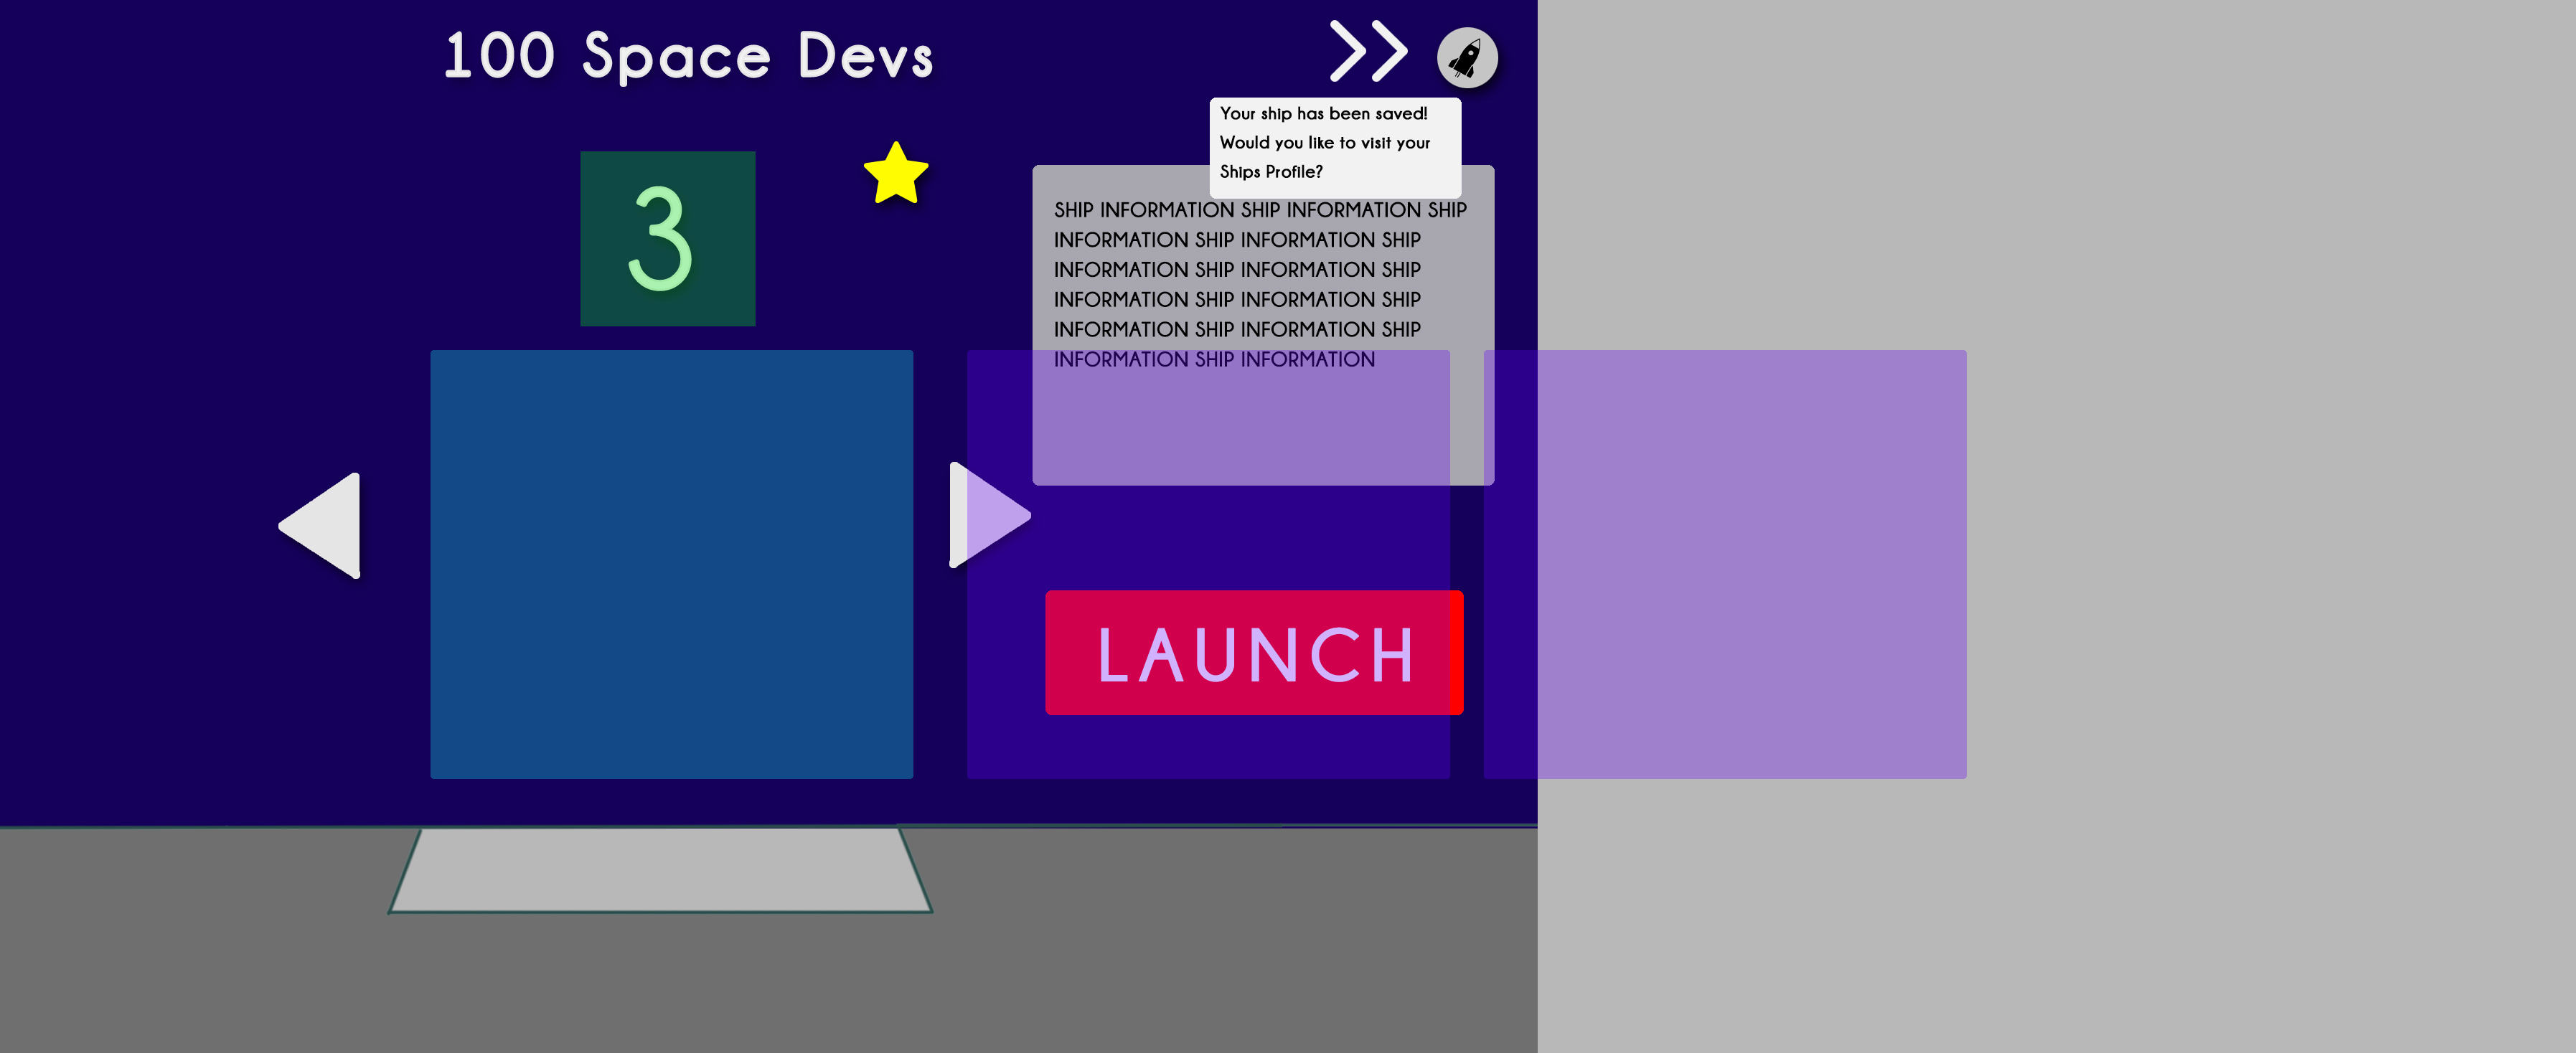 100 Space Devs
Your ship has been saved!
Would you like to visit your
Ships Profile?
3
SHIP INFORMATION SHIP INFORMATION SHIP
INFORMATION SHIP INFORMATION SHIP
INFORMATION SHIP INFORMATION SHIP
INFORMATION SHIP INFORMATION SHIP
INFORMATION SHIP INFORMATION SHIP
INFORMATION SHIP INFORMATION
LAUNCH